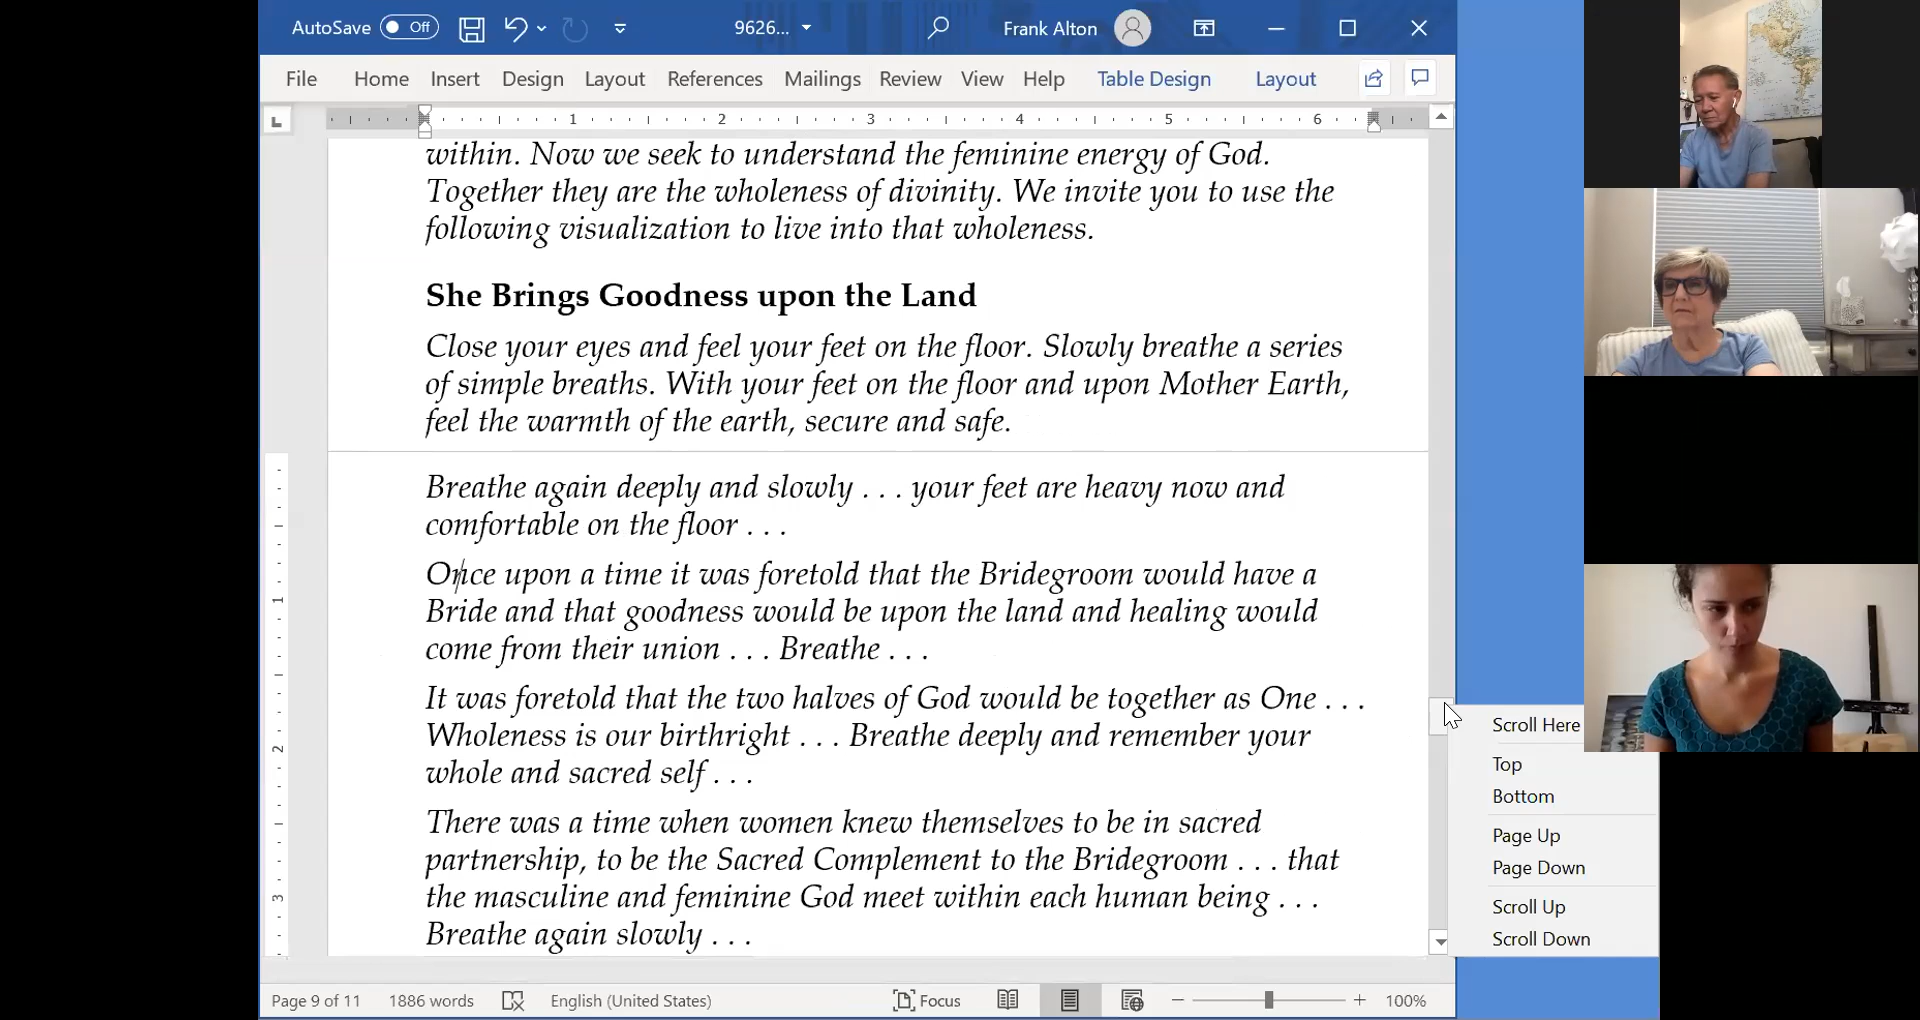 AutoSave Off 9626... Frank Alton
File Home Insert Design Layout References Mailings Review View Help Table Design Layout
1 2 3 4 5 6
within. Now we seek to understand the feminine energy of God.
Together they are the wholeness of divinity. We invite you to use the
following visualization to live into that wholeness.
She Brings Goodness upon the Land
Close your eyes and feel your feet on the floor. Slowly breathe a series
of simple breaths. With your feet on the floor and upon Mother Earth,
feel the warmth of the earth, secure and safe.
Breathe again deeply and slowly . . . your feet are heavy now and
comfortable on the floor . . .
Once upon a time it was foretold that the Bridegroom would have a
Bride and that goodness would be upon the land and healing would
come from their union . . . Breathe . . .
It was foretold that the two halves of God would be together as One . . .
Wholeness is our birthright . . . Breathe deeply and remember your
whole and sacred self . . .
There was a time when women knew themselves to be in sacred
partnership, to be the Sacred Complement to the Bridegroom . . . that
the masculine and feminine God meet within each human being . . .
Breathe again slowly . . .
1
2
3
Scroll Here
Top
Bottom
Page Up
Page Down
Scroll Up
Scroll Down
Page 9 of 11 1886 words English (United States) Focus 100%